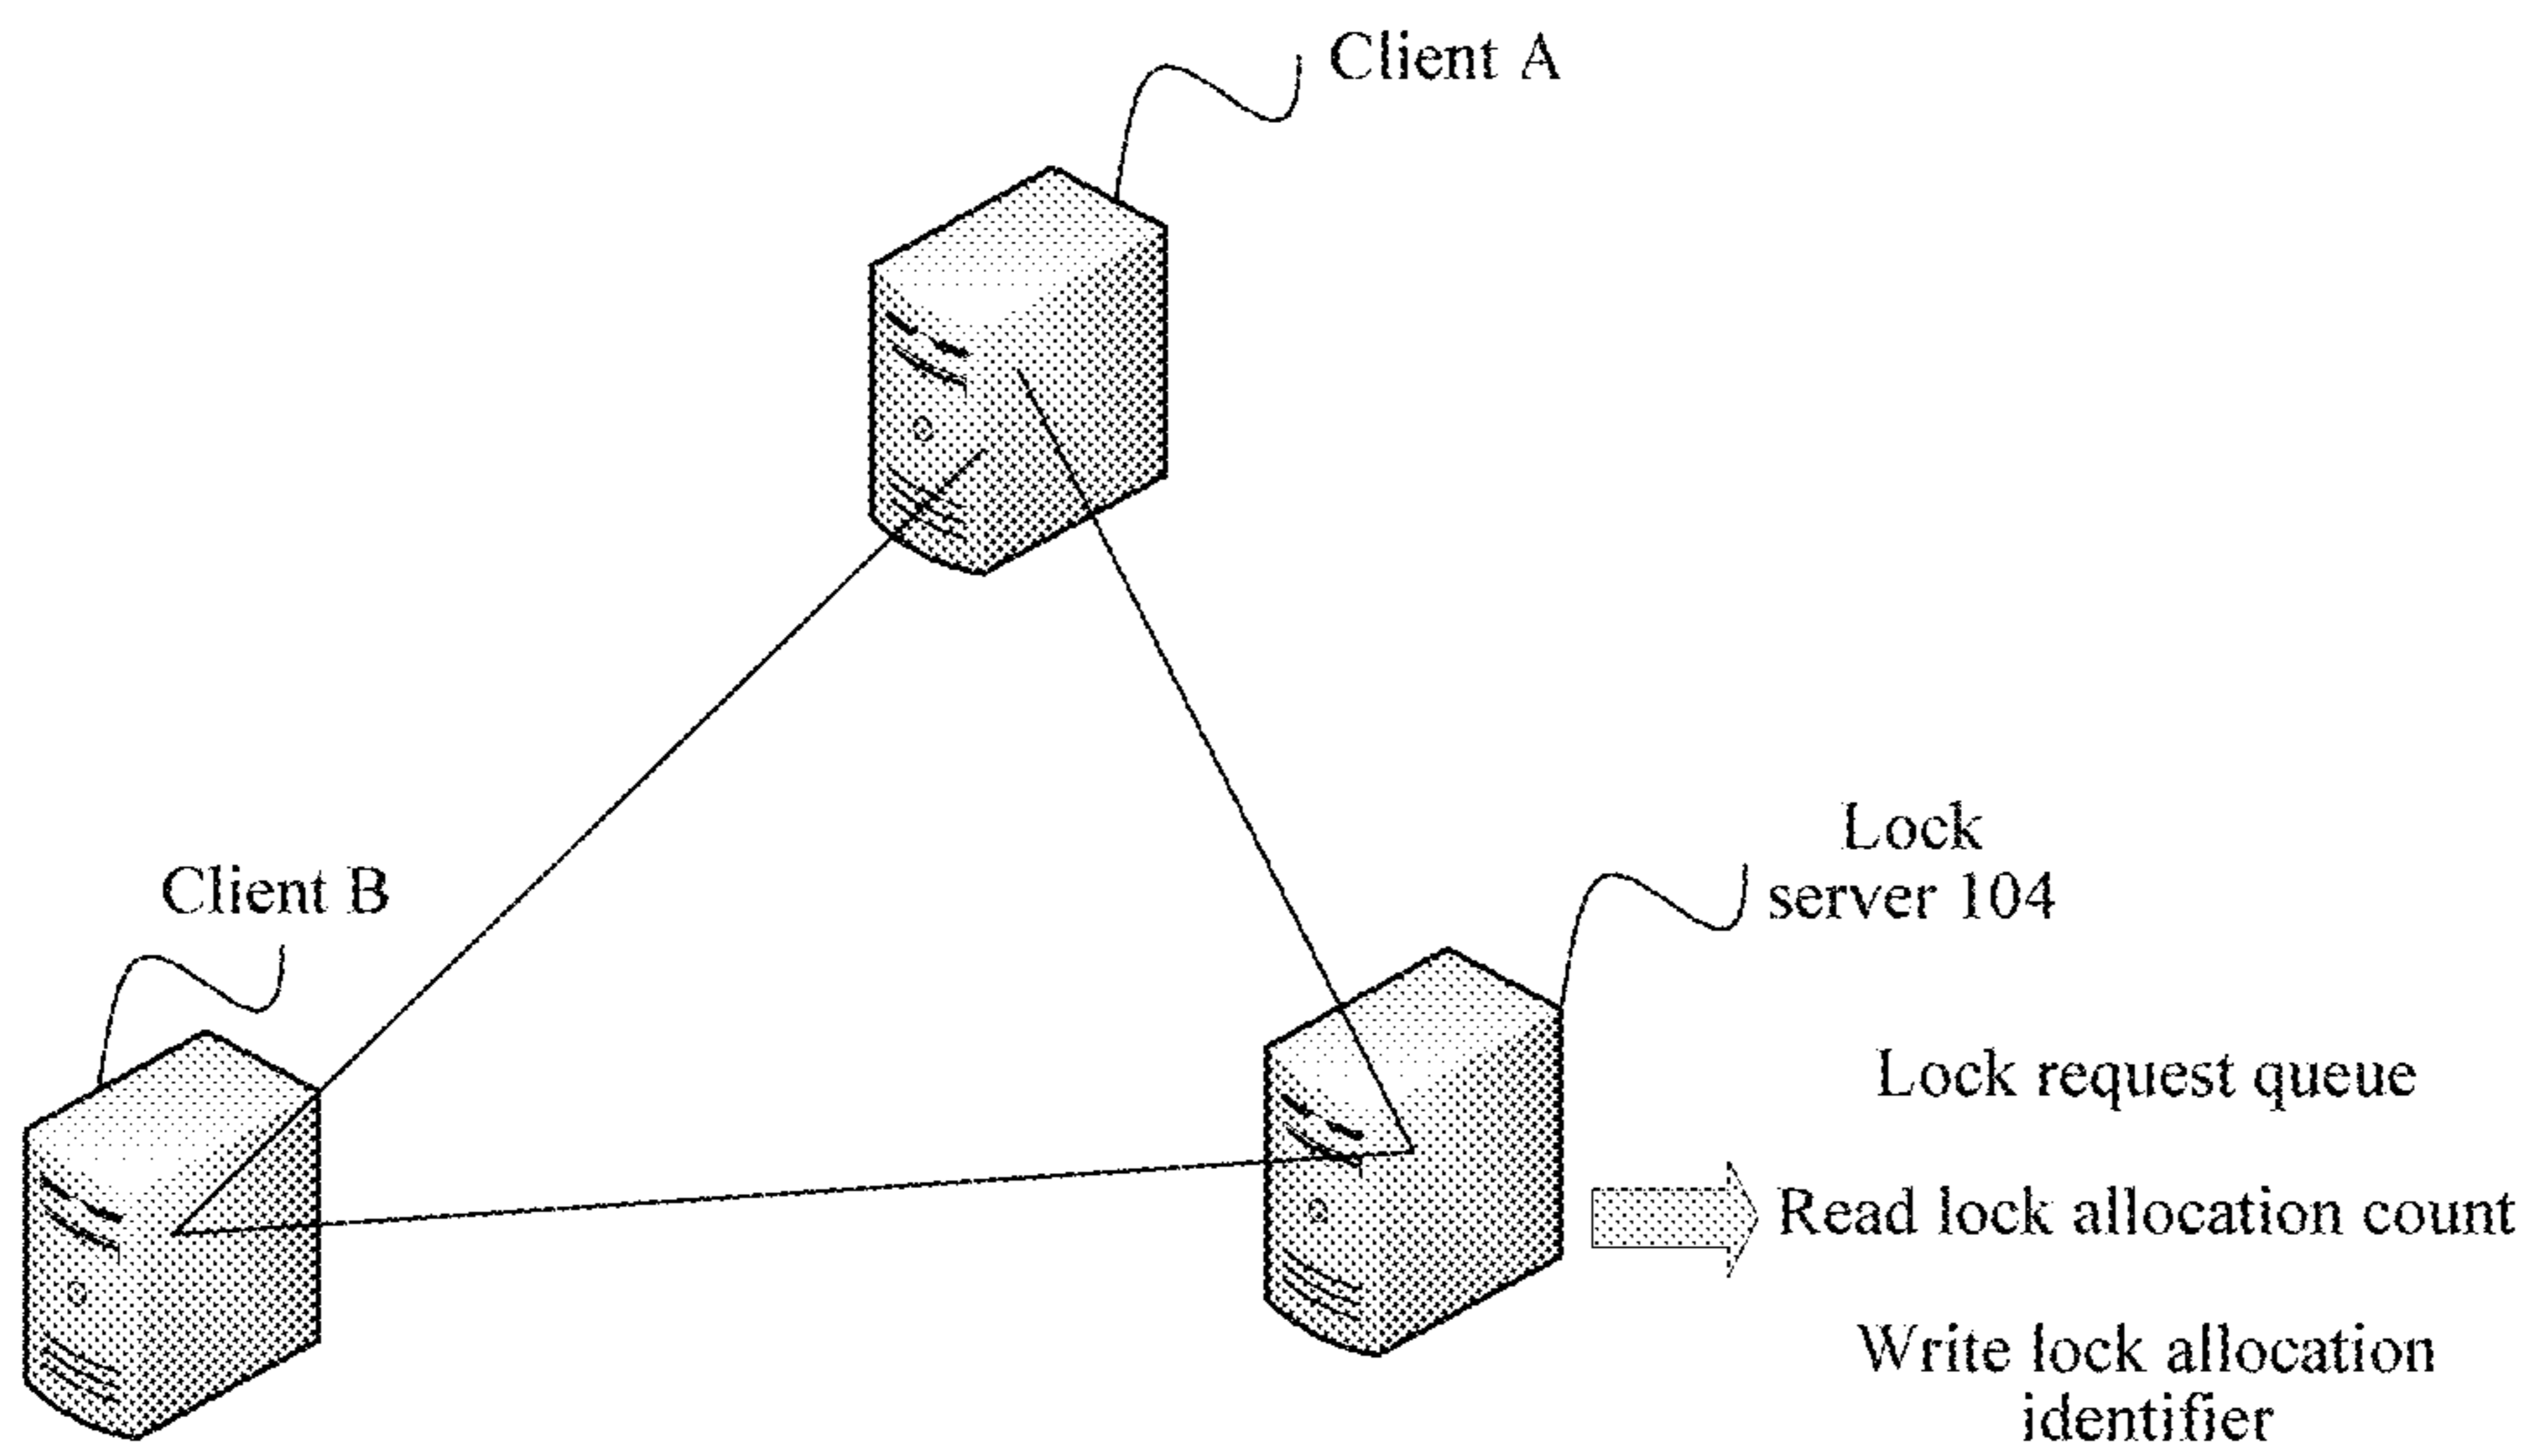 Client A
Lock
server 104
Client B
Lock request queue
Read lock allocation count
Write lock allocation
identifier